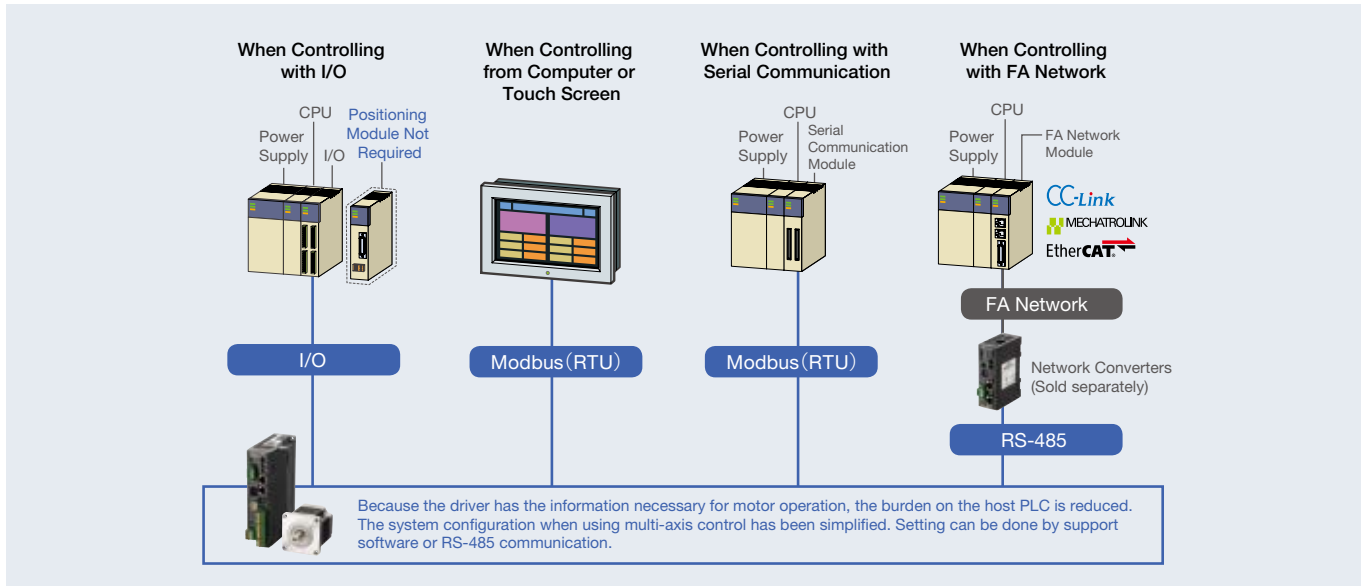 When Controlling
with I/O
When Controlling
from Computer or
Touch Screen
When Controlling with
Serial Communication
When Controlling
with FA Network
CPU
Power
Supply
I/O
Positioning
Module Not
Required
CPU
Power
Supply
Serial
Communication
Module
CPU
Power
Supply
FA Network
Module
CC-Link
MECHATROLINK
EtherCAT®
FA Network
I/O
Modbus(RTU)
Modbus(RTU)
Network Converters
(Sold separately)
RS-485
Because the driver has the information necessary for motor operation, the burden on the host PLC is reduced.
The system configuration when using multi-axis control has been simplified. Setting can be done by support
software or RS-485 communication.